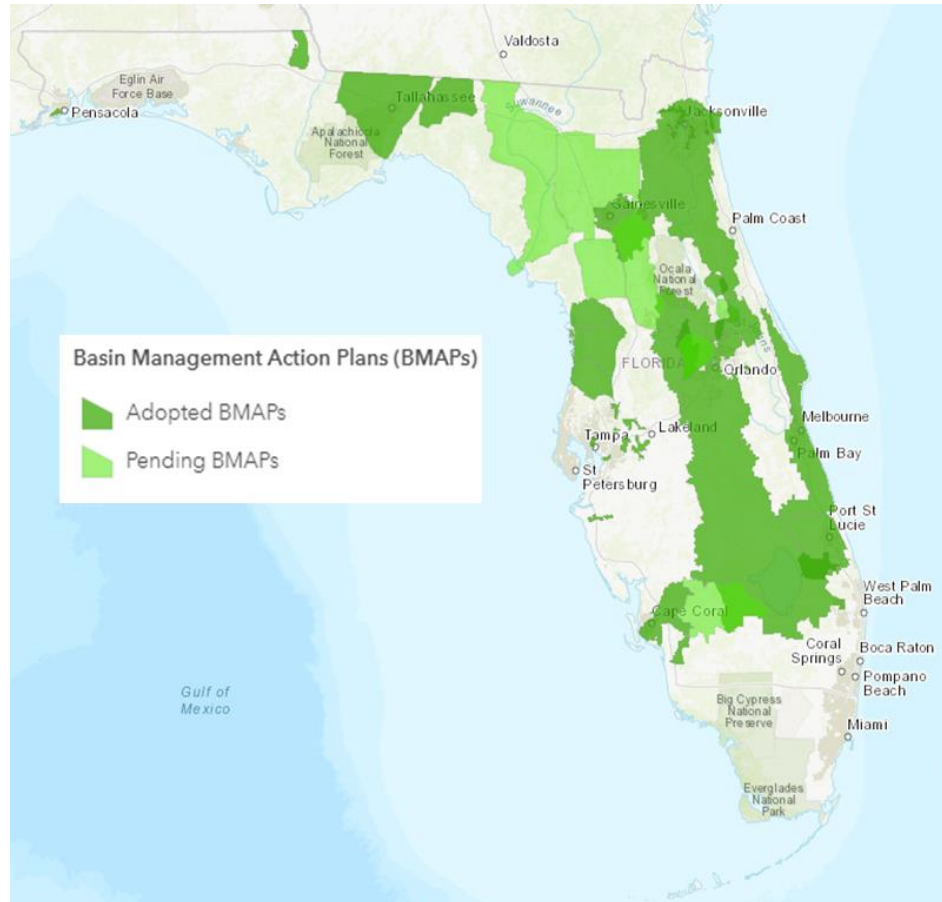 Valdosta
Eglin Air
Force Base
Pensacola
Tallahassee
Suwannee
Jacksonville
Apalachicola
National
Forest
Gainesville
Palm Coast
Ocala
National
Forest
Basin Management Action Plans (BMAPs)
Adopted BMAPs
Pending BMAPs
FLORIDA
Orlando
Melbourne
Palm Bay
Lakeland
Tampa
St
Petersburg
Port St
Lucie
Cape Coral
West Palm
Beach
Coral
Springs
Boca Raton
Pompano
Beach
Gulf of
Mexico
Big Cypress
National
Preserve
Miami
Everglades
National
Park